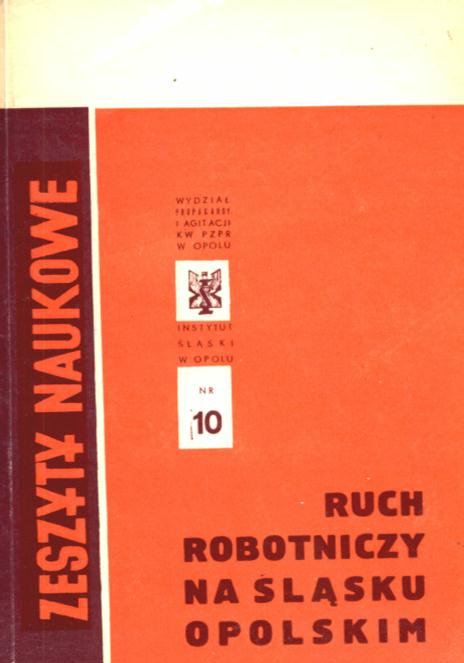 ZESZYTY NAUKOWE
WYDZIAŁ
PROPAGANDY
I AGITACJI
KW PZPR
W OPOLU
INSTYTUT
ŚLĄSKI
W OPOLU
NR
10
RUCH
ROBOTNICZY
NA ŚLĄSKU
OPOLSKIM